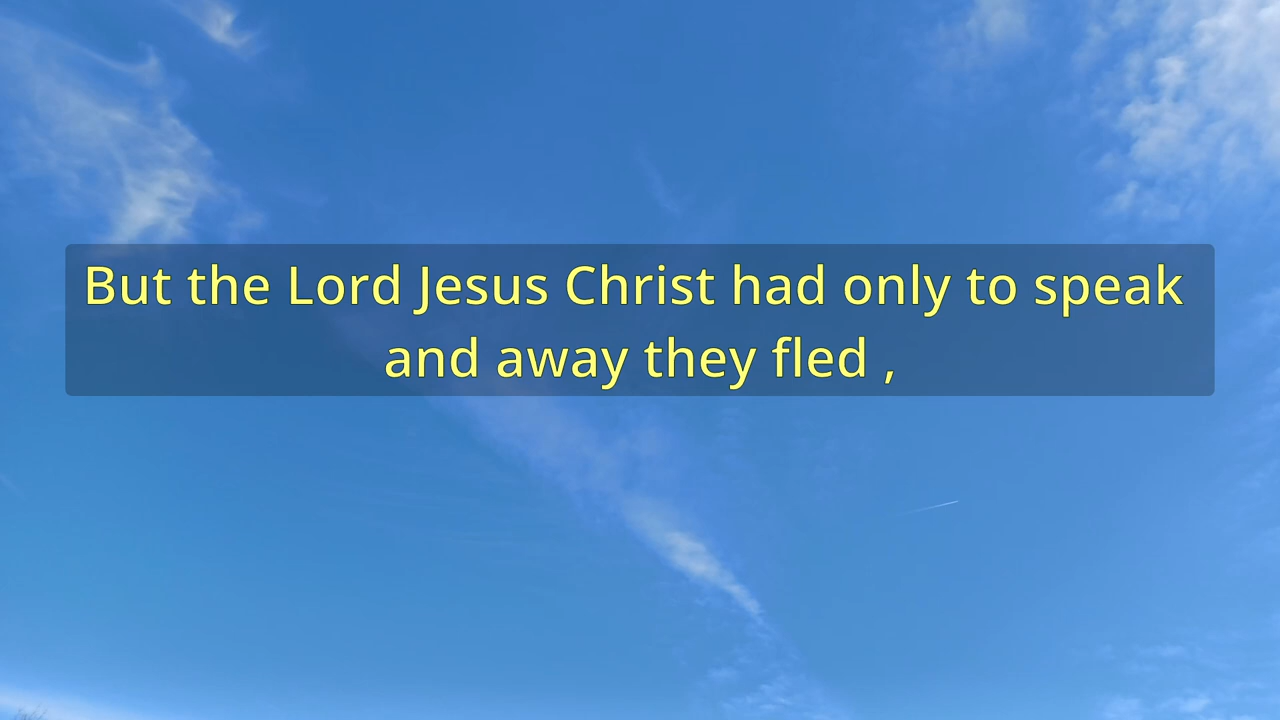 But the Lord Jesus Christ had only to speak
and away they fled ,